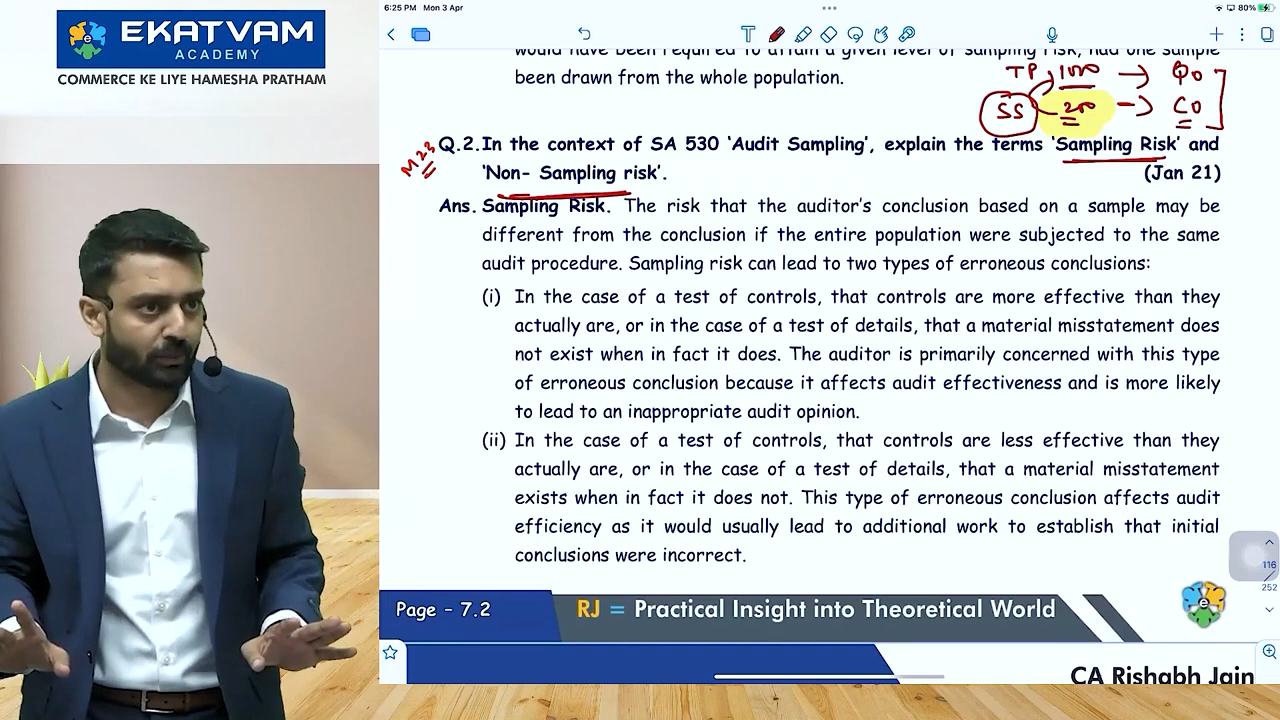 6:25 PM Mon 3 Apr
80%
EKATVAM
ACADEMY
COMMERCE KE LIYE HAMESHA PRATHAM
would have been required to attain a given level of sampling risk, had one sample
been drawn from the whole population.
TP 1000 → QO
SS 200 → CO
M23
Q.2. In the context of SA 530 ‘Audit Sampling’, explain the terms ‘Sampling Risk’ and
‘Non- Sampling risk’. (Jan 21)
Ans. Sampling Risk. The risk that the auditor’s conclusion based on a sample may be
different from the conclusion if the entire population were subjected to the same
audit procedure. Sampling risk can lead to two types of erroneous conclusions:
(i) In the case of a test of controls, that controls are more effective than they
actually are, or in the case of a test of details, that a material misstatement does
not exist when in fact it does. The auditor is primarily concerned with this type
of erroneous conclusion because it affects audit effectiveness and is more likely
to lead to an inappropriate audit opinion.
(ii) In the case of a test of controls, that controls are less effective than they
actually are, or in the case of a test of details, that a material misstatement
exists when in fact it does not. This type of erroneous conclusion affects audit
efficiency as it would usually lead to additional work to establish that initial
conclusions were incorrect.
116
252
Page - 7.2
RJ = Practical Insight into Theoretical World
CA Rishabh Jain